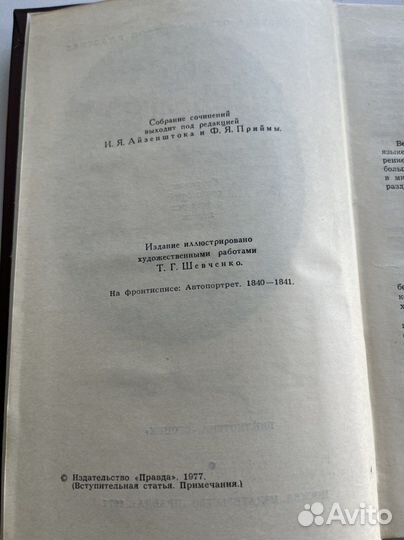 Собрание сочинений
выходит под редакцией
И. Я. Айзенштока и Ф. Я. Приймы.
Издание иллюстрировано
художественными работами
Т. Г. Шевченко.
На фронтисписе: Автопортрет. 1840—1841.
© Издательство «Правда». 1977.
(Вступительная статья. Примечания.)
Avito